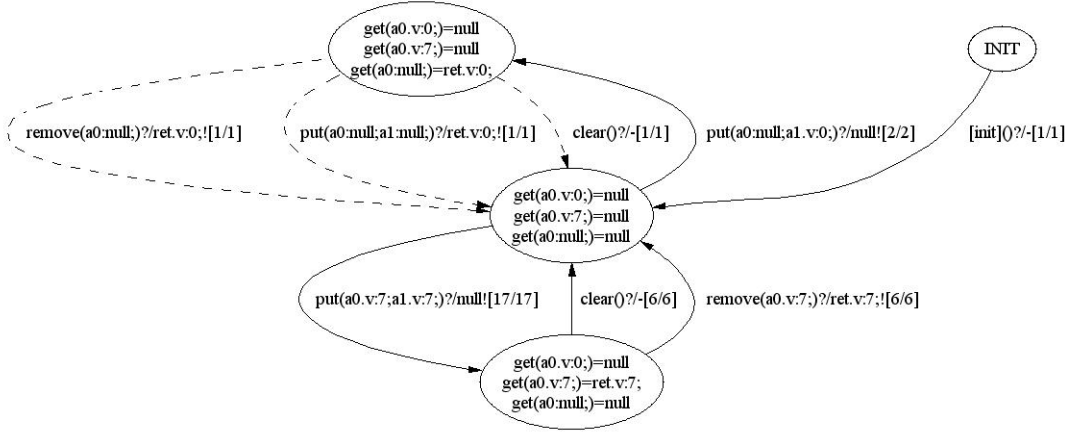 get(a0.v:0;)=null
get(a0.v:7;)=null
get(a0:null;)=ret.v:0;
INIT
remove(a0:null;)?/ret.v:0;![1/1]
put(a0:null;a1:null;)?/ret.v:0;![1/1]
clear()?/-[1/1]
put(a0:null;a1.v:0;)?/null![2/2]
[init]()?/-[1/1]
get(a0.v:0;)=null
get(a0.v:7;)=null
get(a0:null;)=null
put(a0.v:7;a1.v:7;)?/null![17/17]
clear()?/-[6/6]
remove(a0.v:7;)?/ret.v:7;![6/6]
get(a0.v:0;)=null
get(a0.v:7;)=ret.v:7;
get(a0:null;)=null